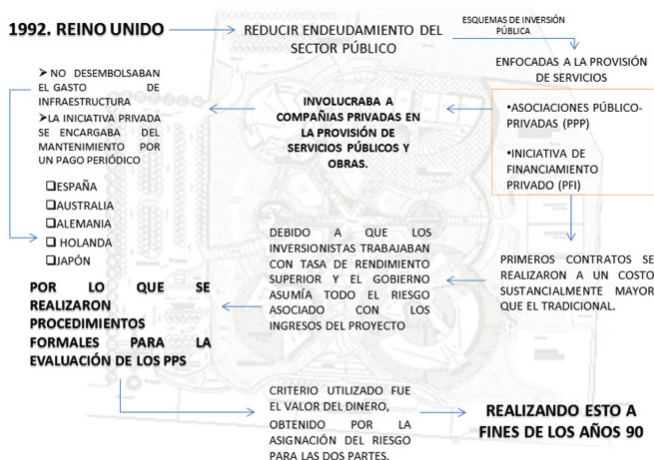 1992. REINO UNIDO
REDUCIR ENDEUDAMIENTO DEL
SECTOR PÚBLICO
ESQUEMAS DE INVERSIÓN
PÚBLICA
ENFOCADAS A LA PROVISIÓN
DE SERVICIOS
•ASOCIACIONES PÚBLICO-
PRIVADAS (PPP)
•INICIATIVA DE
FINANCIAMIENTO
PRIVADO (PFI)
INVOLUCRABA A
COMPAÑIAS PRIVADAS EN
LA PROVISIÓN DE
SERVICIOS PÚBLICOS Y
OBRAS.
➤NO DESEMBOLSABAN
EL GASTO DE
INFRAESTRUCTURA
➤LA INICIATIVA PRIVADA
SE ENCARGABA DEL
MANTENIMIENTO POR
UN PAGO PERIÓDICO
❑ESPAÑA
❑AUSTRALIA
❑ALEMANIA
❑ HOLANDA
❑JAPÓN
PRIMEROS CONTRATOS SE
REALIZARON A UN COSTO
SUSTANCIALMENTE MAYOR
QUE EL TRADICIONAL.
DEBIDO A QUE LOS
INVERSIONISTAS TRABAJABAN
CON TASA DE RENDIMIENTO
SUPERIOR Y EL GOBIERNO
ASUMÍA TODO EL RIESGO
ASOCIADO CON LOS
INGRESOS DEL PROYECTO
POR LO QUE SE
REALIZARON
PROCEDIMIENTOS
FORMALES PARA LA
EVALUACIÓN DE LOS PPS
CRITERIO UTILIZADO FUE
EL VALOR DEL DINERO,
OBTENIDO POR LA
ASIGNACIÓN DEL RIESGO
PARA LAS DOS PARTES.
REALIZANDO ESTO A
FINES DE LOS AÑOS 90